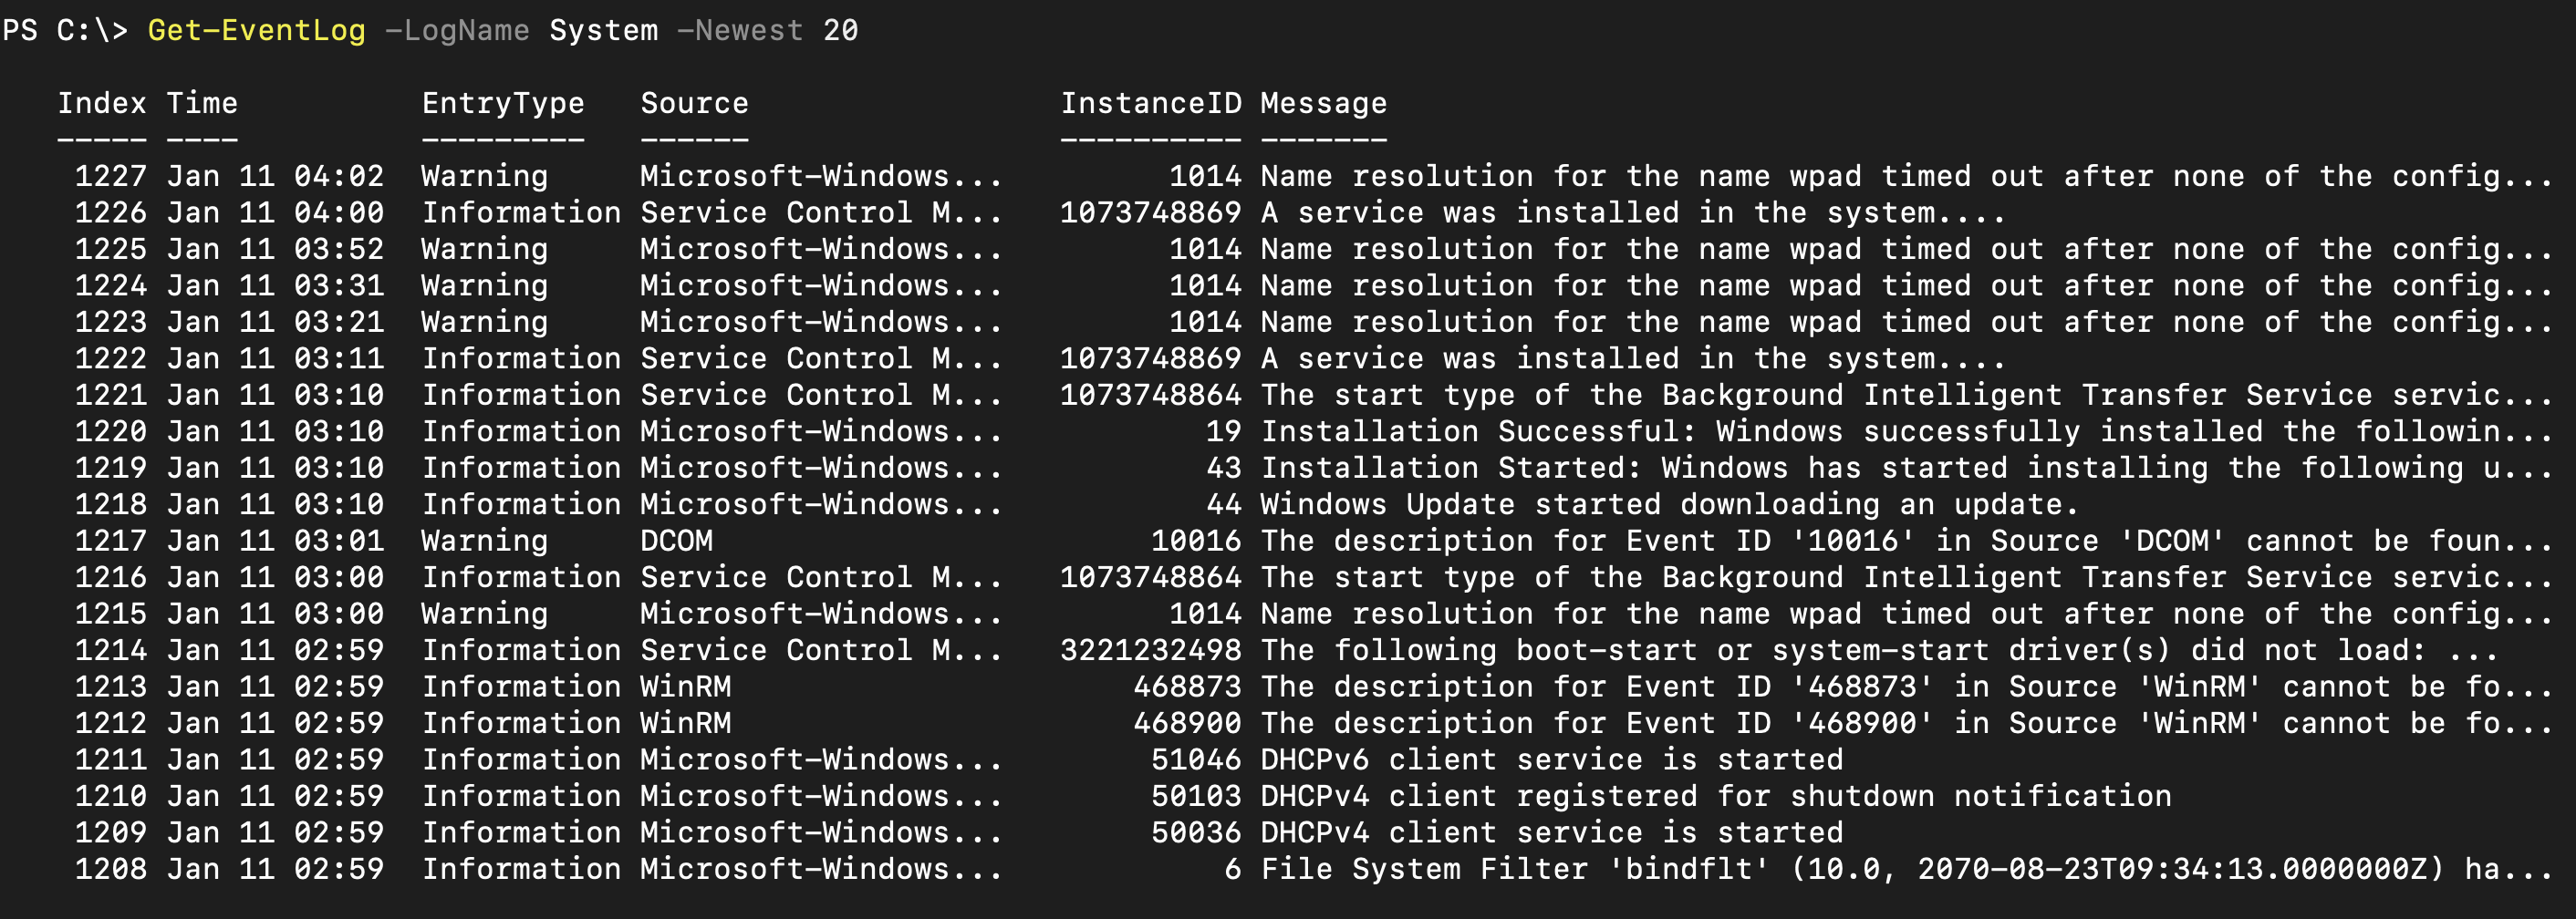 PS C:\> Get-EventLog -LogName System -Newest 20
Index Time EntryType Source InstanceID Message
----- ---- --------- ------ ---------- -------
1227 Jan 11 04:02 Warning Microsoft-Windows... 1014 Name resolution for the name wpad timed out after none of the config...
1226 Jan 11 04:00 Information Service Control M... 1073748869 A service was installed in the system....
1225 Jan 11 03:52 Warning Microsoft-Windows... 1014 Name resolution for the name wpad timed out after none of the config...
1224 Jan 11 03:31 Warning Microsoft-Windows... 1014 Name resolution for the name wpad timed out after none of the config...
1223 Jan 11 03:21 Warning Microsoft-Windows... 1014 Name resolution for the name wpad timed out after none of the config...
1222 Jan 11 03:11 Information Service Control M... 1073748869 A service was installed in the system....
1221 Jan 11 03:10 Information Service Control M... 1073748864 The start type of the Background Intelligent Transfer Service servic...
1220 Jan 11 03:10 Information Microsoft-Windows... 19 Installation Successful: Windows successfully installed the followin...
1219 Jan 11 03:10 Information Microsoft-Windows... 43 Installation Started: Windows has started installing the following u...
1218 Jan 11 03:10 Information Microsoft-Windows... 44 Windows Update started downloading an update.
1217 Jan 11 03:01 Warning DCOM 10016 The description for Event ID '10016' in Source 'DCOM' cannot be foun...
1216 Jan 11 03:00 Information Service Control M... 1073748864 The start type of the Background Intelligent Transfer Service servic...
1215 Jan 11 03:00 Warning Microsoft-Windows... 1014 Name resolution for the name wpad timed out after none of the config...
1214 Jan 11 02:59 Information Service Control M... 3221232498 The following boot-start or system-start driver(s) did not load: ...
1213 Jan 11 02:59 Information WinRM 468873 The description for Event ID '468873' in Source 'WinRM' cannot be fo...
1212 Jan 11 02:59 Information WinRM 468900 The description for Event ID '468900' in Source 'WinRM' cannot be fo...
1211 Jan 11 02:59 Information Microsoft-Windows... 51046 DHCPv6 client service is started
1210 Jan 11 02:59 Information Microsoft-Windows... 50103 DHCPv4 client registered for shutdown notification
1209 Jan 11 02:59 Information Microsoft-Windows... 50036 DHCPv4 client service is started
1208 Jan 11 02:59 Information Microsoft-Windows... 6 File System Filter 'bindflt' (10.0, 2070-08-23T09:34:13.0000000Z) ha...